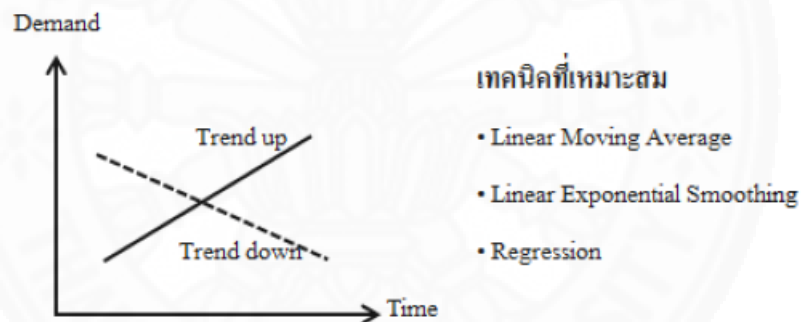 Demand
เทคนิคที่เหมาะสม
Trend up
• Linear Moving Average
• Linear Exponential Smoothing
Trend down
• Regression
Time